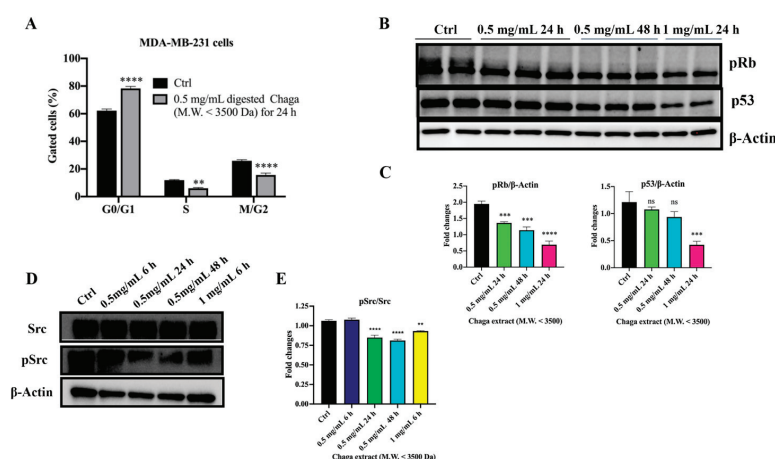 A
MDA-MB-231 cells
Gated cells (%)
100
80
60
40
20
0
****
**
****
Ctrl
0.5 mg/mL digested Chaga
(M.W. < 3500 Da) for 24 h
G0/G1 S M/G2
B
Ctrl 0.5 mg/mL 24 h 0.5 mg/mL 48 h 1 mg/mL 24 h
pRb
p53
β-Actin
C
pRb/β-Actin
Fold changes
2.5
2.0
1.5
1.0
0.5
0.0
***
***
****
Ctrl
0.5 mg/mL 24 h
0.5 mg/mL 48 h
1 mg/mL 24 h
Chaga extract (M.W. < 3500)
p53/β-Actin
Fold changes
1.5
1.0
0.5
0.0
ns
ns
***
Ctrl
0.5 mg/mL 24 h
0.5 mg/mL 48 h
1 mg/mL 24 h
Chaga extract (M.W. < 3500)
D
Ctrl
0.5mg/mL 6 h
0.5mg/mL 24 h
0.5mg/mL 48 h
1 mg/mL 6 h
Src
pSrc
β-Actin
E
pSrc/Src
Fold changes
1.25
1.00
0.75
0.50
0.25
0.00
****
****
**
Ctrl
0.5 mg/mL 6 h
0.5 mg/mL 24 h
0.5 mg/mL 48 h
1 mg/mL 6 h
Chaga extract (M.W. < 3500 Da)